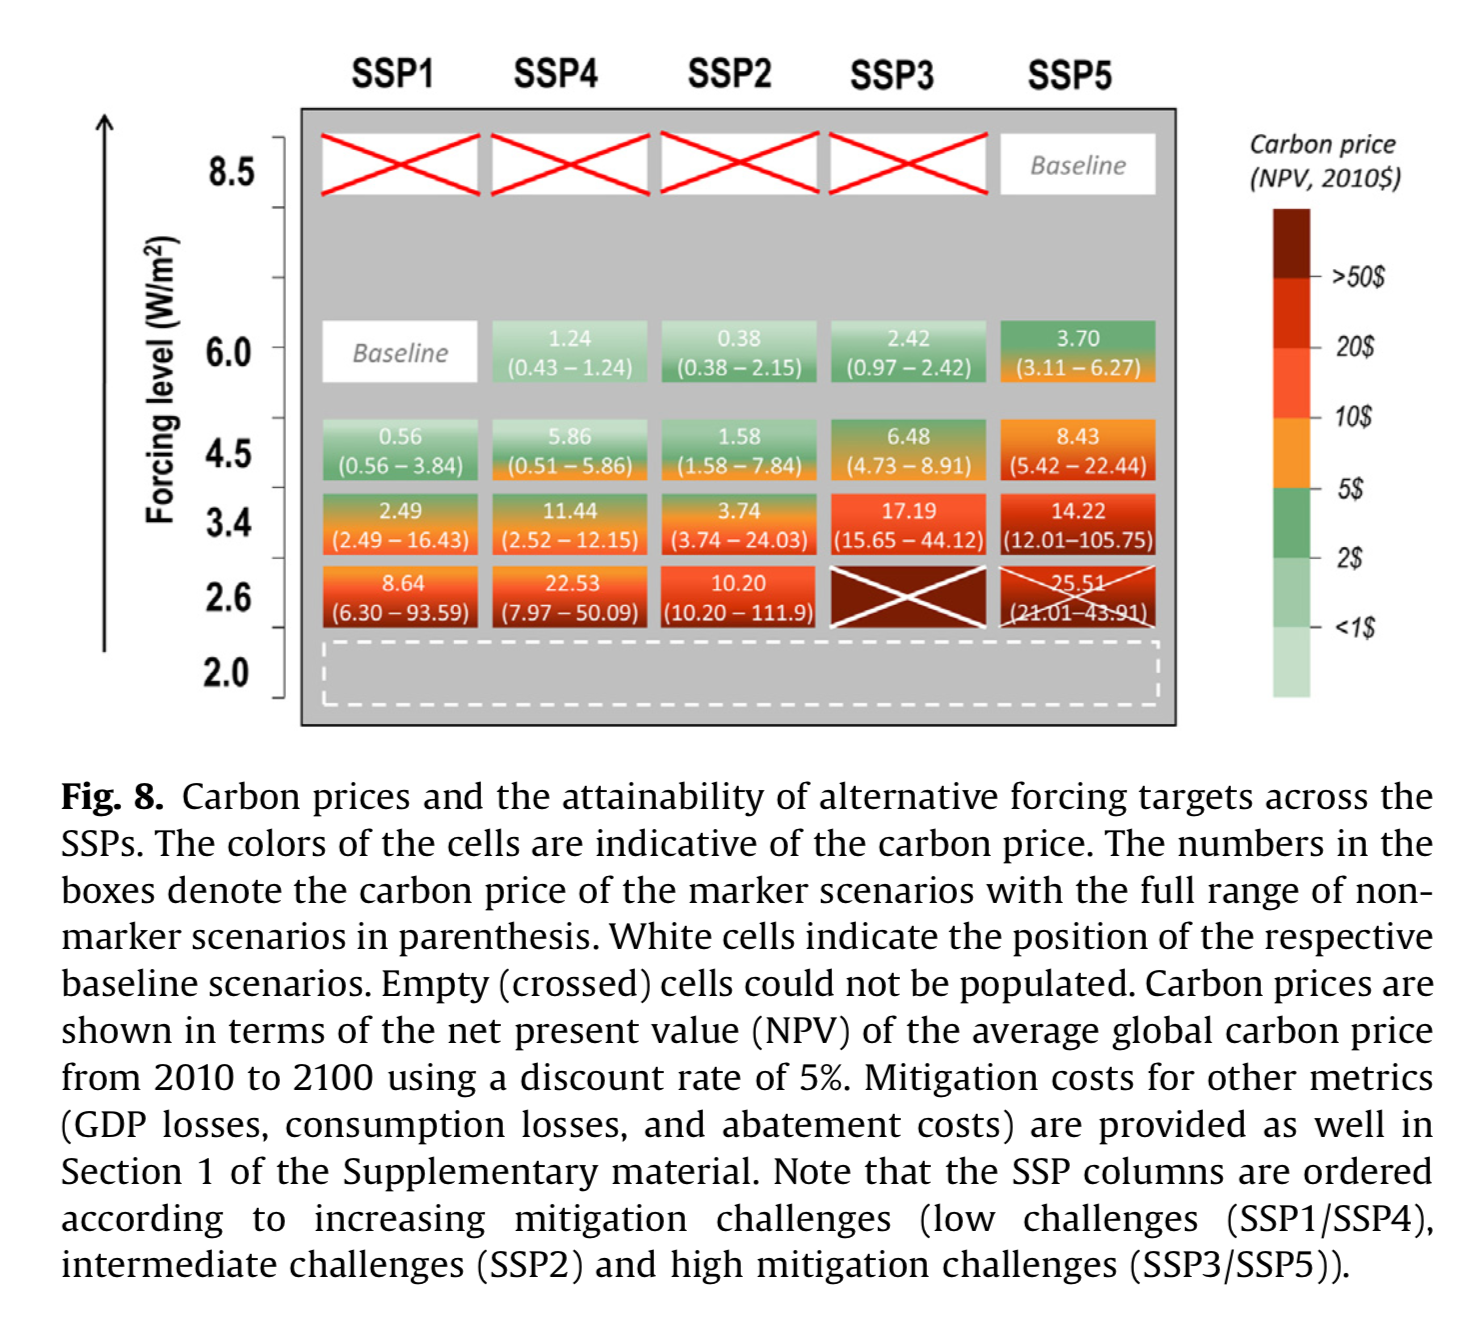 SSP1 SSP4 SSP2 SSP3 SSP5
Carbon price
(NPV, 2010$)
Forcing level (W/m²)
8.5 Baseline
>50$
20$
10$
5$
2$
<1$
6.0 Baseline 1.24 0.38 2.42 3.70
(0.43 – 1.24) (0.38 – 2.15) (0.97 – 2.42) (3.11 – 6.27)
4.5 0.56 5.86 1.58 6.48 8.43
(0.56 – 3.84) (0.51 – 5.86) (1.58 – 7.84) (4.73 – 8.91) (5.42 – 22.44)
3.4 2.49 11.44 3.74 17.19 14.22
(2.49 – 16.43) (2.52 – 12.15) (3.74 – 24.03) (15.65 – 44.12) (12.01–105.75)
2.6 8.64 22.53 10.20 25.51
(6.30 – 93.59) (7.97 – 50.09) (10.20 – 111.9) (21.01–43.91)
2.0
Fig. 8. Carbon prices and the attainability of alternative forcing targets across the
SSPs. The colors of the cells are indicative of the carbon price. The numbers in the
boxes denote the carbon price of the marker scenarios with the full range of non-
marker scenarios in parenthesis. White cells indicate the position of the respective
baseline scenarios. Empty (crossed) cells could not be populated. Carbon prices are
shown in terms of the net present value (NPV) of the average global carbon price
from 2010 to 2100 using a discount rate of 5%. Mitigation costs for other metrics
(GDP losses, consumption losses, and abatement costs) are provided as well in
Section 1 of the Supplementary material. Note that the SSP columns are ordered
according to increasing mitigation challenges (low challenges (SSP1/SSP4),
intermediate challenges (SSP2) and high mitigation challenges (SSP3/SSP5)).